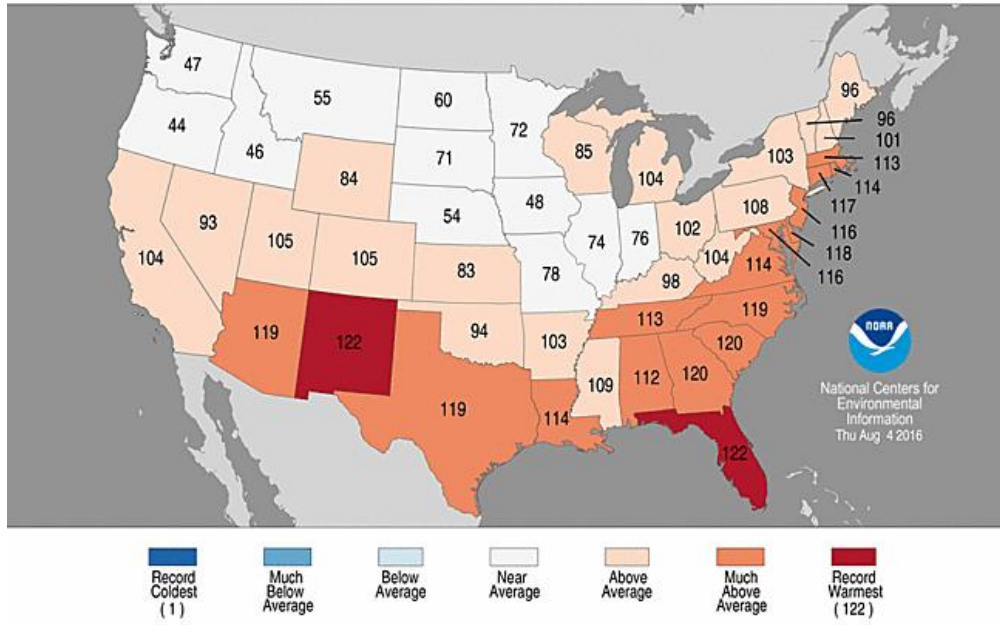 47
55
60
72
44
46
71
84
54
48
85
104
96
96
101
103
113
114
117
108
116
118
116
93
105
105
104
83
78
74
76
102
104
98
114
119
122
94
103
113
119
120
109
112
120
119
114
122
NOAA
National Centers for
Environmental
Information
Thu Aug 4 2016
Record
Coldest
( 1 )
Much
Below
Average
Below
Average
Near
Average
Above
Average
Much
Above
Average
Record
Warmest
( 122 )